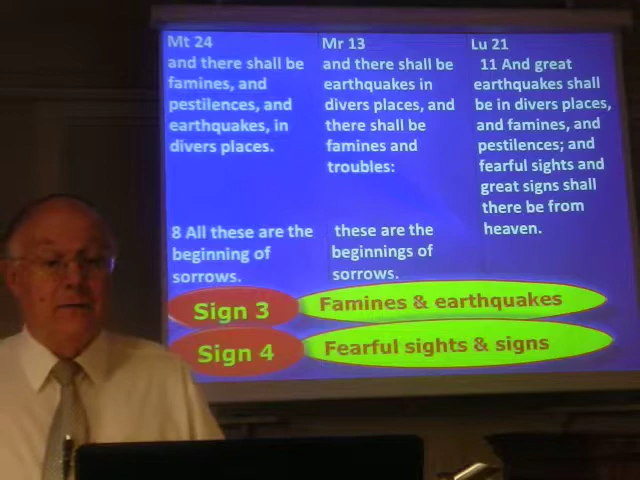 Mt 24
and there shall be
famines, and
pestilences, and
earthquakes, in
divers places.
8 All these are the
beginning of
sorrows.
Mr 13
and there shall be
earthquakes in
divers places, and
there shall be
famines and
troubles:
these are the
beginnings of
sorrows.
Lu 21
11 And great
earthquakes shall
be in divers places,
and famines, and
pestilences; and
fearful sights and
great signs shall
there be from
heaven.
Sign 3
Famines & earthquakes
Sign 4
Fearful sights & signs